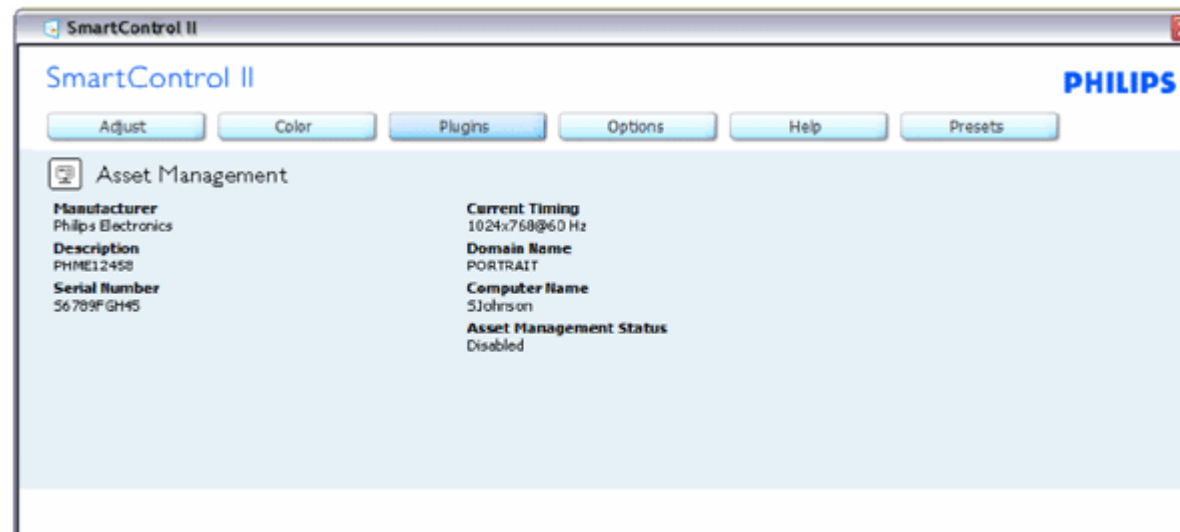 SmartControl II
SmartControl II
PHILIPS
Adjust Color Plugins Options Help Presets
Asset Management
Manufacturer
Philips Electronics
Description
PHME12458
Serial Number
56789FGH45
Current Timing
1024x768@60 Hz
Domain Name
PORTRAIT
Computer Name
SJohnson
Asset Management Status
Disabled